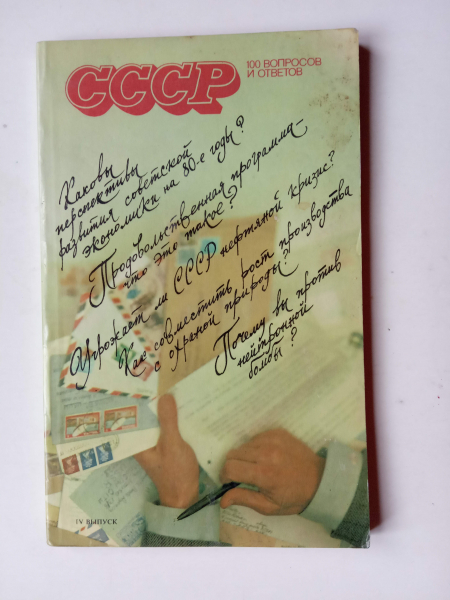 СССР
100 ВОПРОСОВ
И ОТВЕТОВ
Каковы
перспективы
развития советской
экономики на 80-е годы?
Продовольственная программа –
что это такое?
Угрожает ли СССР нефтяной кризис?
Как совместить рост производства
с охраной природы?
Почему вы против
нейтронной
бомбы?
IV ВЫПУСК